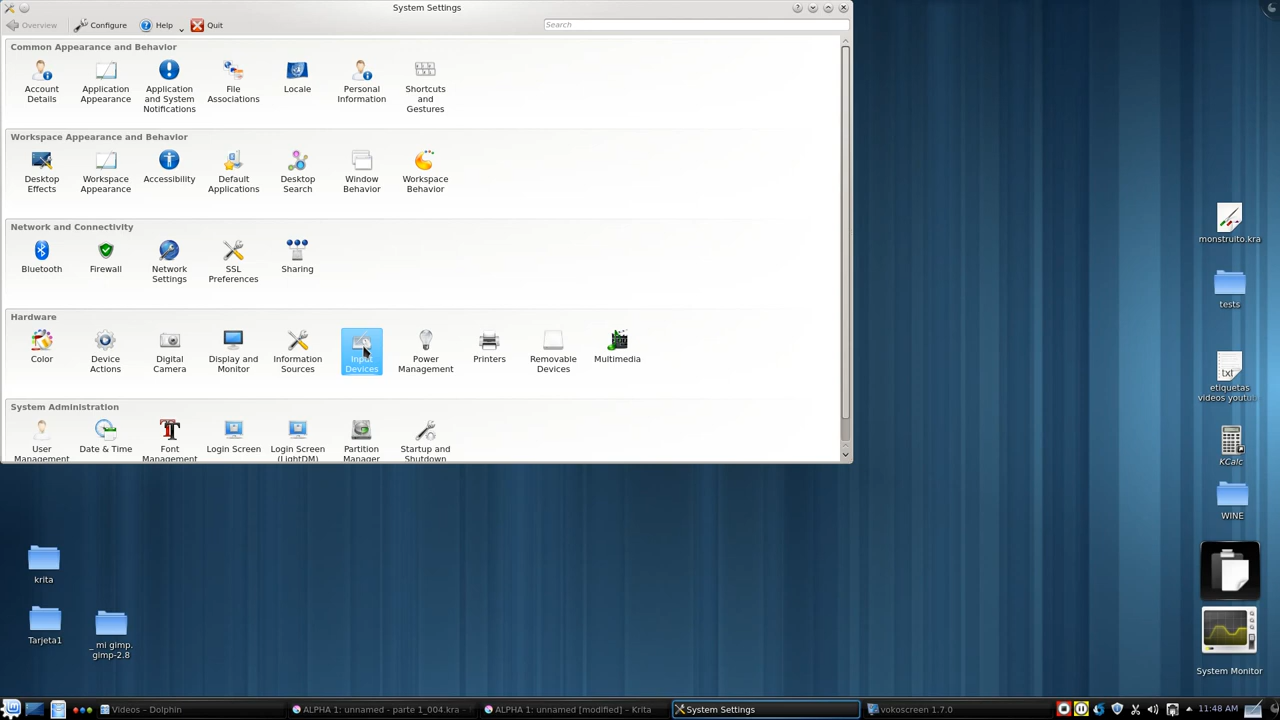 System Settings
Overview Configure Help Quit Search
Common Appearance and Behavior
Account Details
Application Appearance
Application and System Notifications
File Associations
Locale
Personal Information
Shortcuts and Gestures
Workspace Appearance and Behavior
Desktop Effects
Workspace Appearance
Accessibility
Default Applications
Desktop Search
Window Behavior
Workspace Behavior
Network and Connectivity
Bluetooth
Firewall
Network Settings
SSL Preferences
Sharing
Hardware
Color
Device Actions
Digital Camera
Display and Monitor
Information Sources
Input Devices
Power Management
Printers
Removable Devices
Multimedia
System Administration
User Management
Date & Time
Font Management
Login Screen
Login Screen (LightDM)
Partition Manager
Startup and Shutdown
monstruito.kra
tests
txt
etiquetas
videos youtu
KCalc
WINE
System Monitor
krita
Tarjeta1
_ mi gimp.
gimp-2.8
Videos – Dolphin
ALPHA 1: unnamed - parte 1_004.kra
ALPHA 1: unnamed [modified] – Krita
System Settings
vokoscreen 1.7.0
11:48 AM